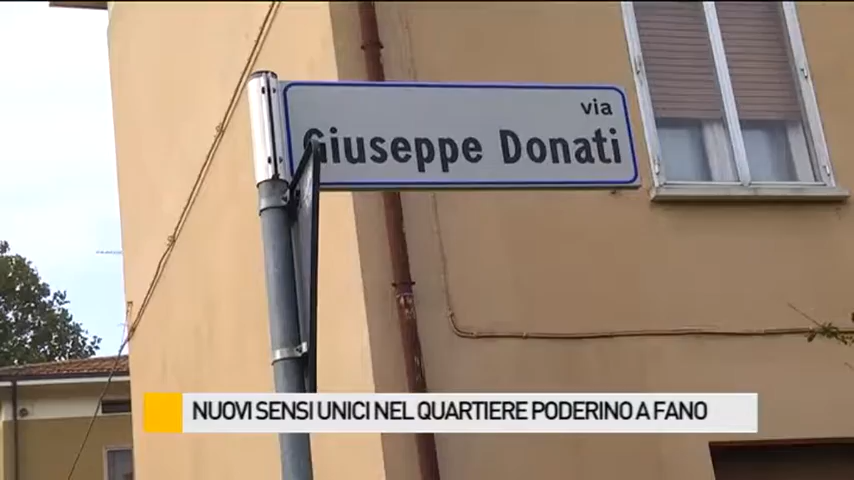 via
Giuseppe Donati
NUOVI SENSI UNICI NEL QUARTIERE PODERINO A FANO